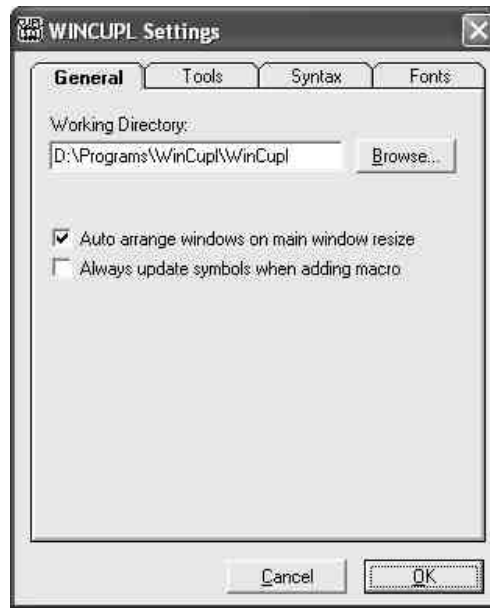 WINCUPL Settings
General Tools Syntax Fonts
Working Directory:
D:\Programs\WinCupl\WinCupl Browse...
Auto arrange windows on main window resize
Always update symbols when adding macro
Cancel OK